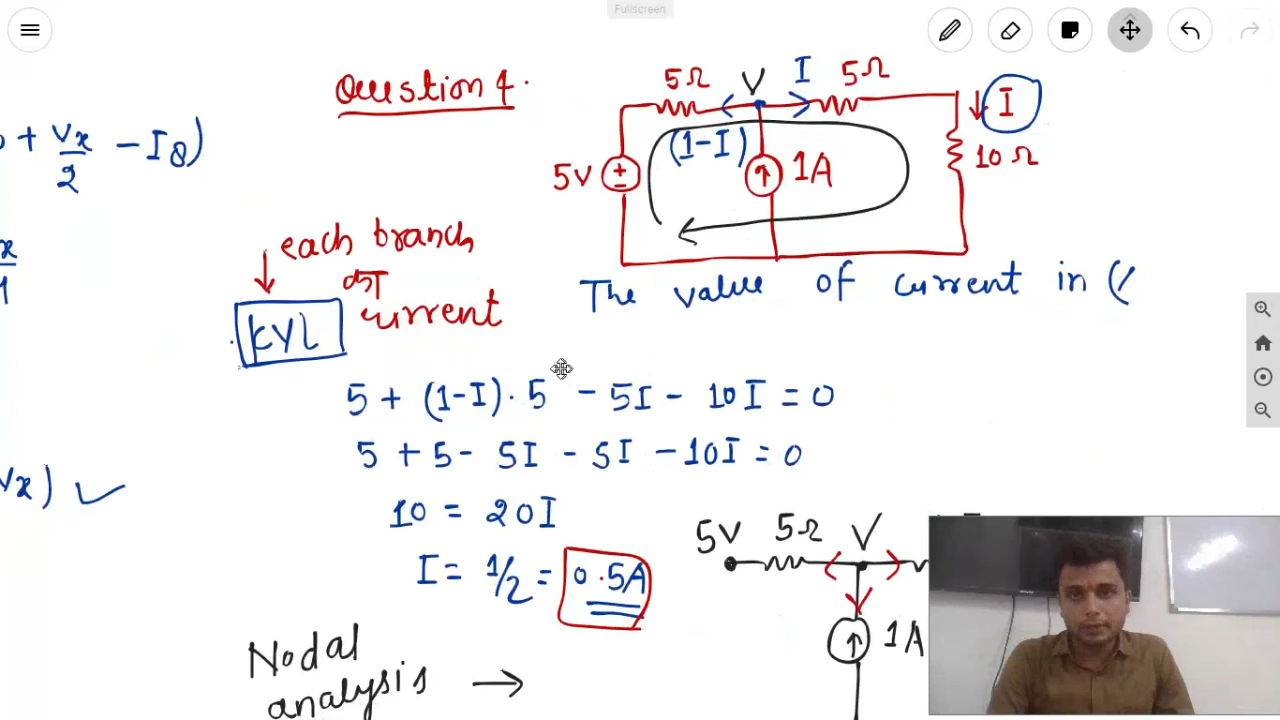 Fullscreen
Question 4.
5Ω V I 5Ω
I
+ Vx/2 - I8)
(1-I)
5V 1A 10Ω
each branch
current
The value of current in (
KVL
5 + (1-I) · 5 - 5I - 10I = 0
5 + 5 - 5I - 5I - 10I = 0
Vx) ✓
10 = 20I
5V 5Ω V
I = 1/2 = 0.5A
1A
Nodal
analysis →